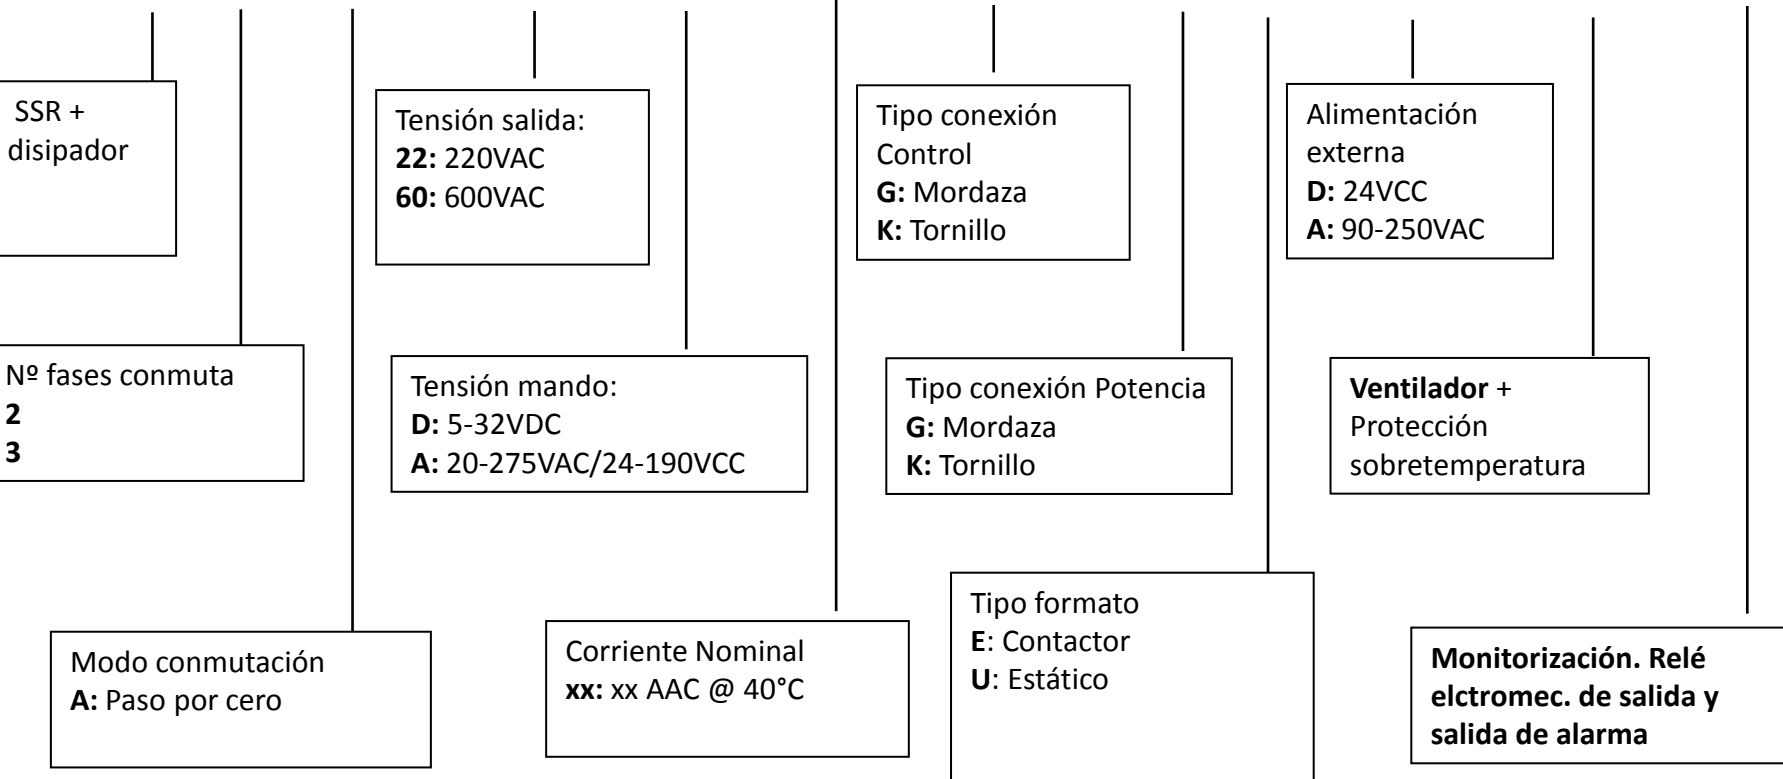 SSR +
disipador
Tensión salida:
22: 220VAC
60: 600VAC
Tipo conexión
Control
G: Mordaza
K: Tornillo
Alimentación
externa
D: 24VCC
A: 90-250VAC
Nº fases conmuta
2
3
Tensión mando:
D: 5-32VDC
A: 20-275VAC/24-190VCC
Tipo conexión Potencia
G: Mordaza
K: Tornillo
Ventilador +
Protección
sobretemperatura
Modo conmutación
A: Paso por cero
Corriente Nominal
xx: xx AAC @ 40°C
Tipo formato
E: Contactor
U: Estático
Monitorización. Relé
elctromec. de salida y
salida de alarma